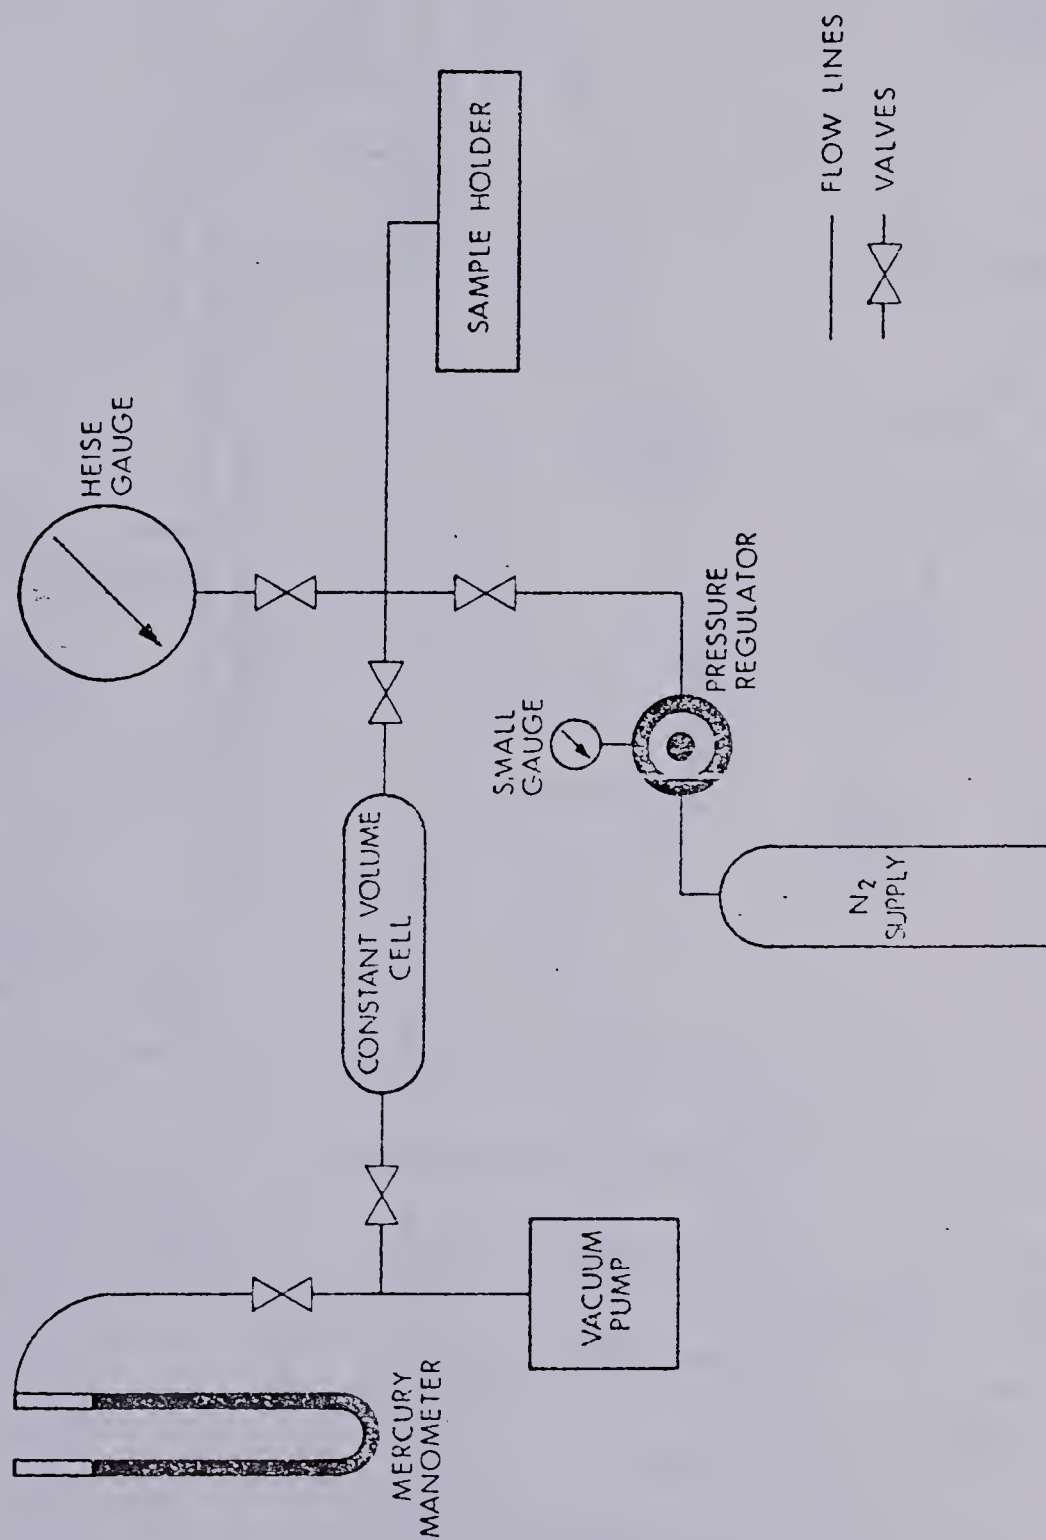 HEISE
GAUGE
SAMPLE HOLDER
FLOW LINES
VALVES
SMALL
GAUGE
PRESSURE
REGULATOR
CONSTANT VOLUME
CELL
N₂
SUPPLY
MERCURY
MANOMETER
VACUUM
PUMP